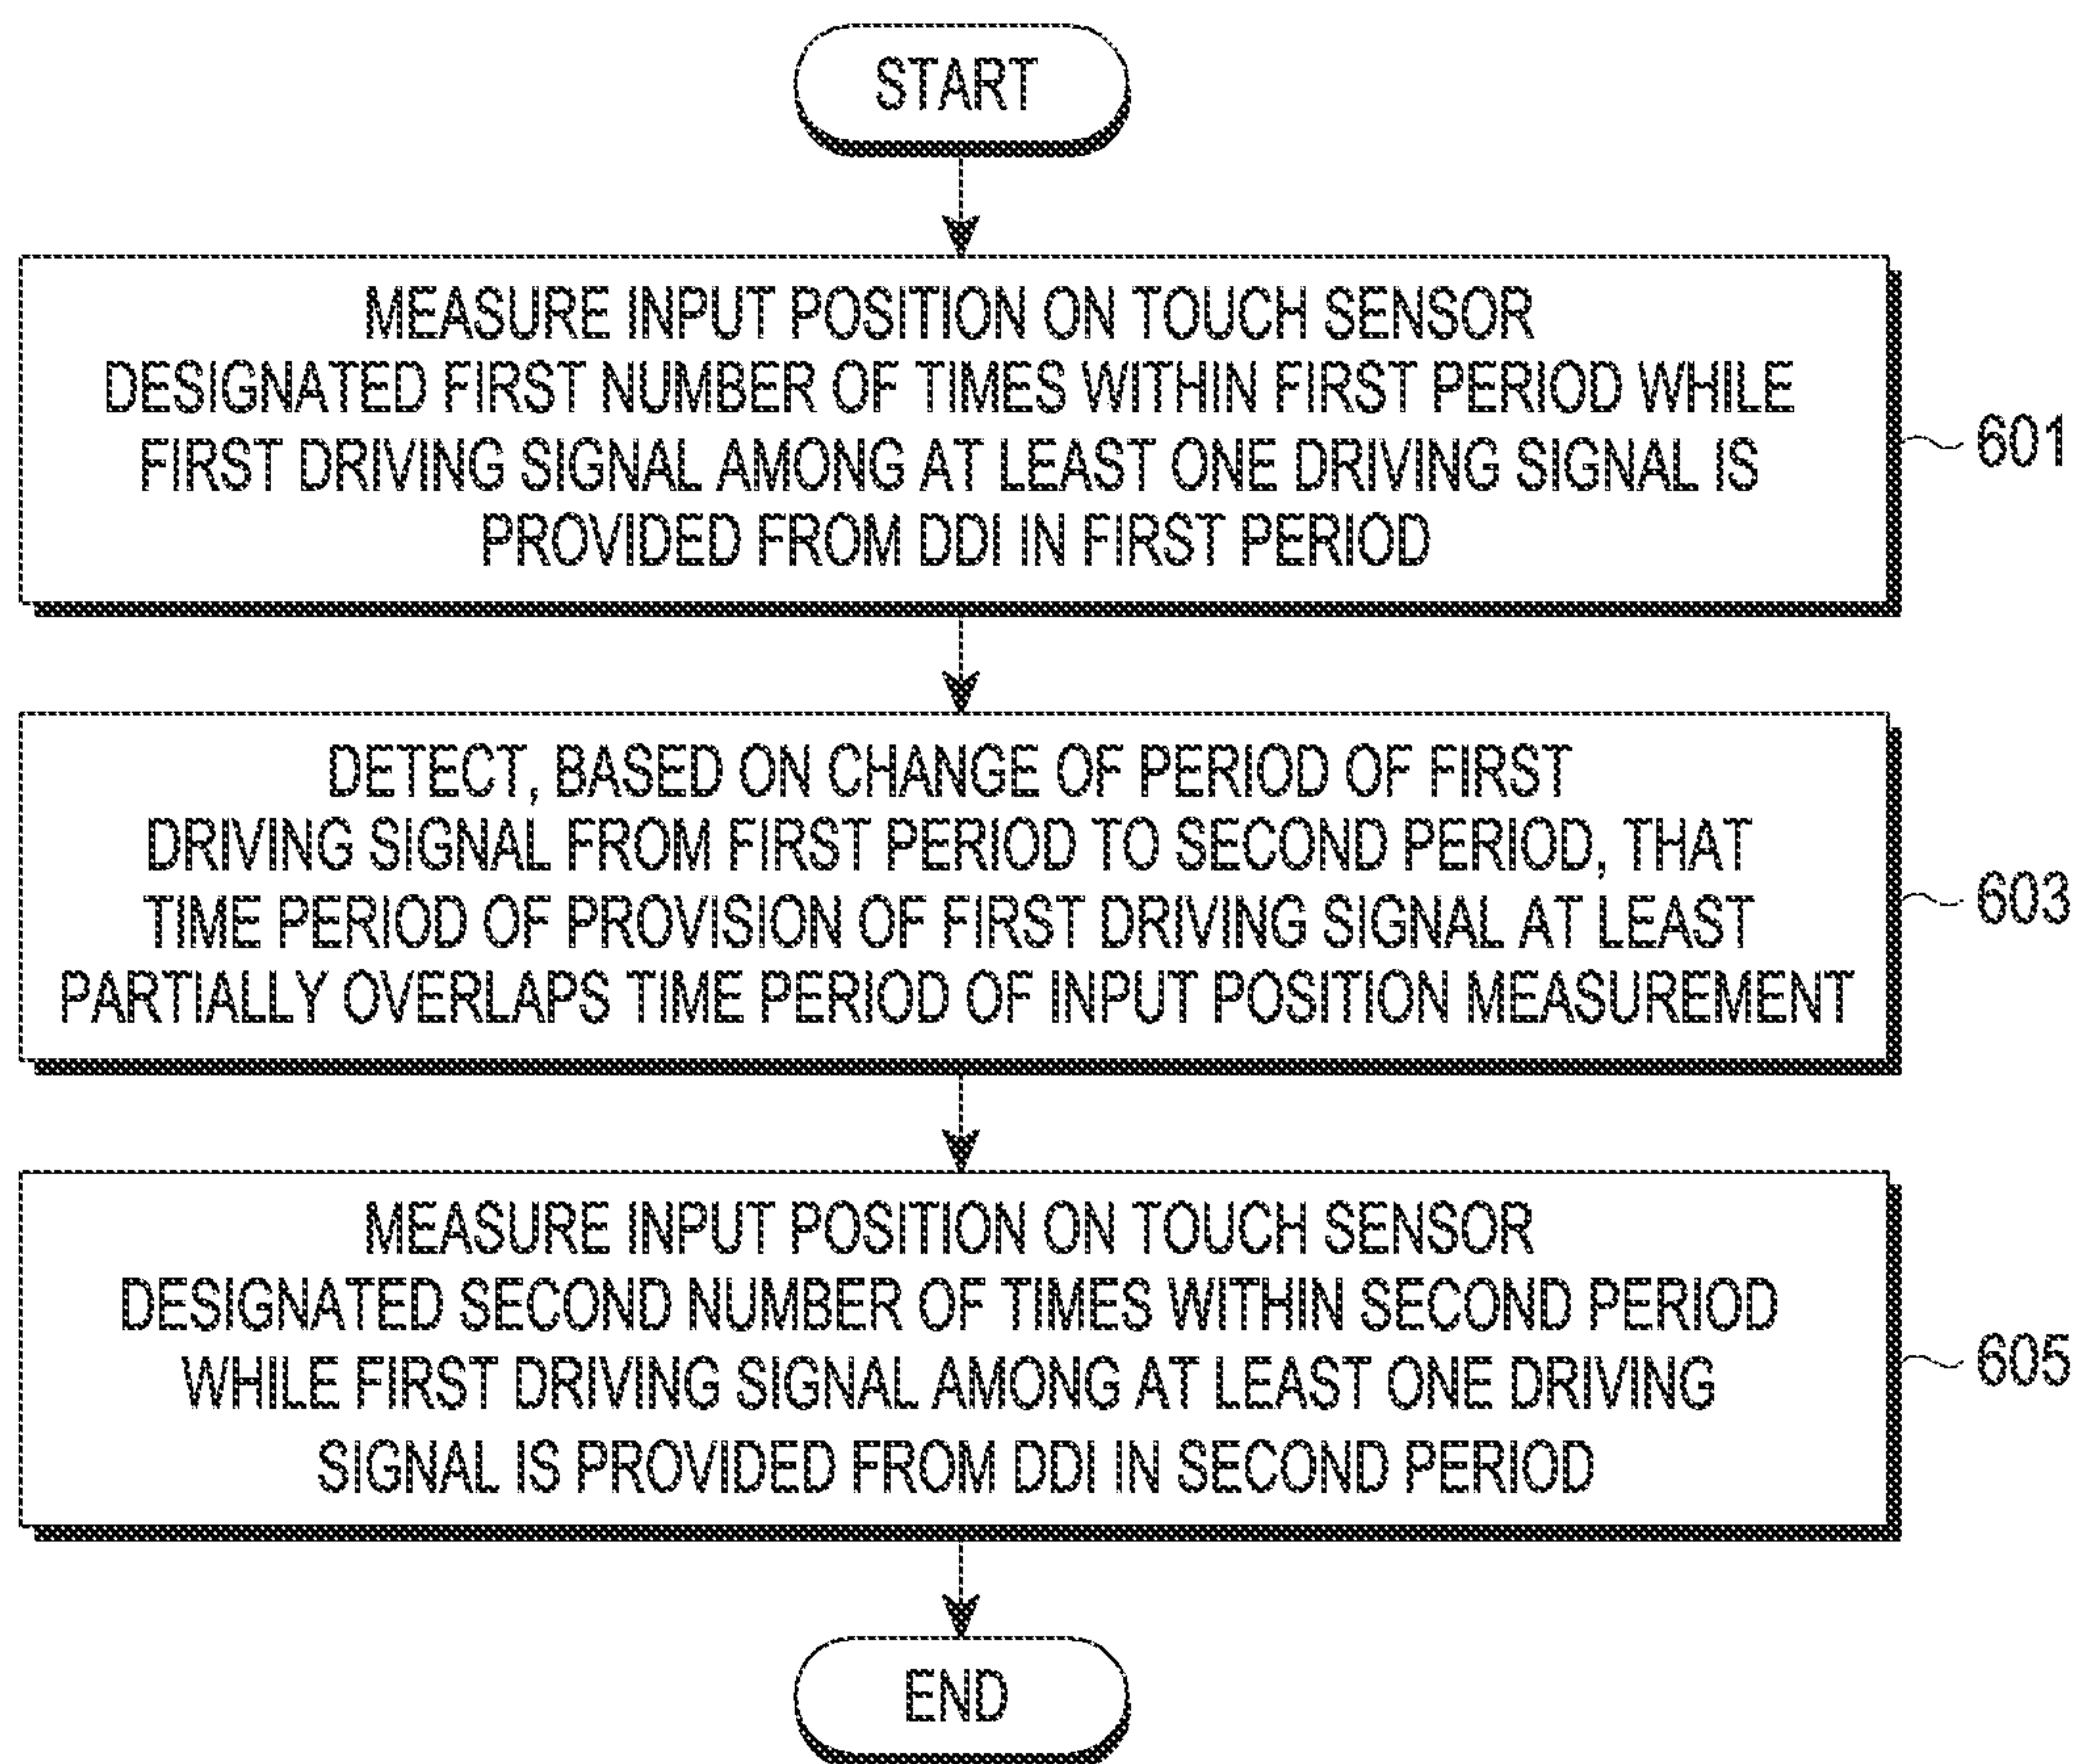 START
MEASURE INPUT POSITION ON TOUCH SENSOR
DESIGNATED FIRST NUMBER OF TIMES WITHIN FIRST PERIOD WHILE
FIRST DRIVING SIGNAL AMONG AT LEAST ONE DRIVING SIGNAL IS
PROVIDED FROM DDI IN FIRST PERIOD
601
DETECT, BASED ON CHANGE OF PERIOD OF FIRST
DRIVING SIGNAL FROM FIRST PERIOD TO SECOND PERIOD, THAT
TIME PERIOD OF PROVISION OF FIRST DRIVING SIGNAL AT LEAST
PARTIALLY OVERLAPS TIME PERIOD OF INPUT POSITION MEASUREMENT
603
MEASURE INPUT POSITION ON TOUCH SENSOR
DESIGNATED SECOND NUMBER OF TIMES WITHIN SECOND PERIOD
WHILE FIRST DRIVING SIGNAL AMONG AT LEAST ONE DRIVING
SIGNAL IS PROVIDED FROM DDI IN SECOND PERIOD
605
END